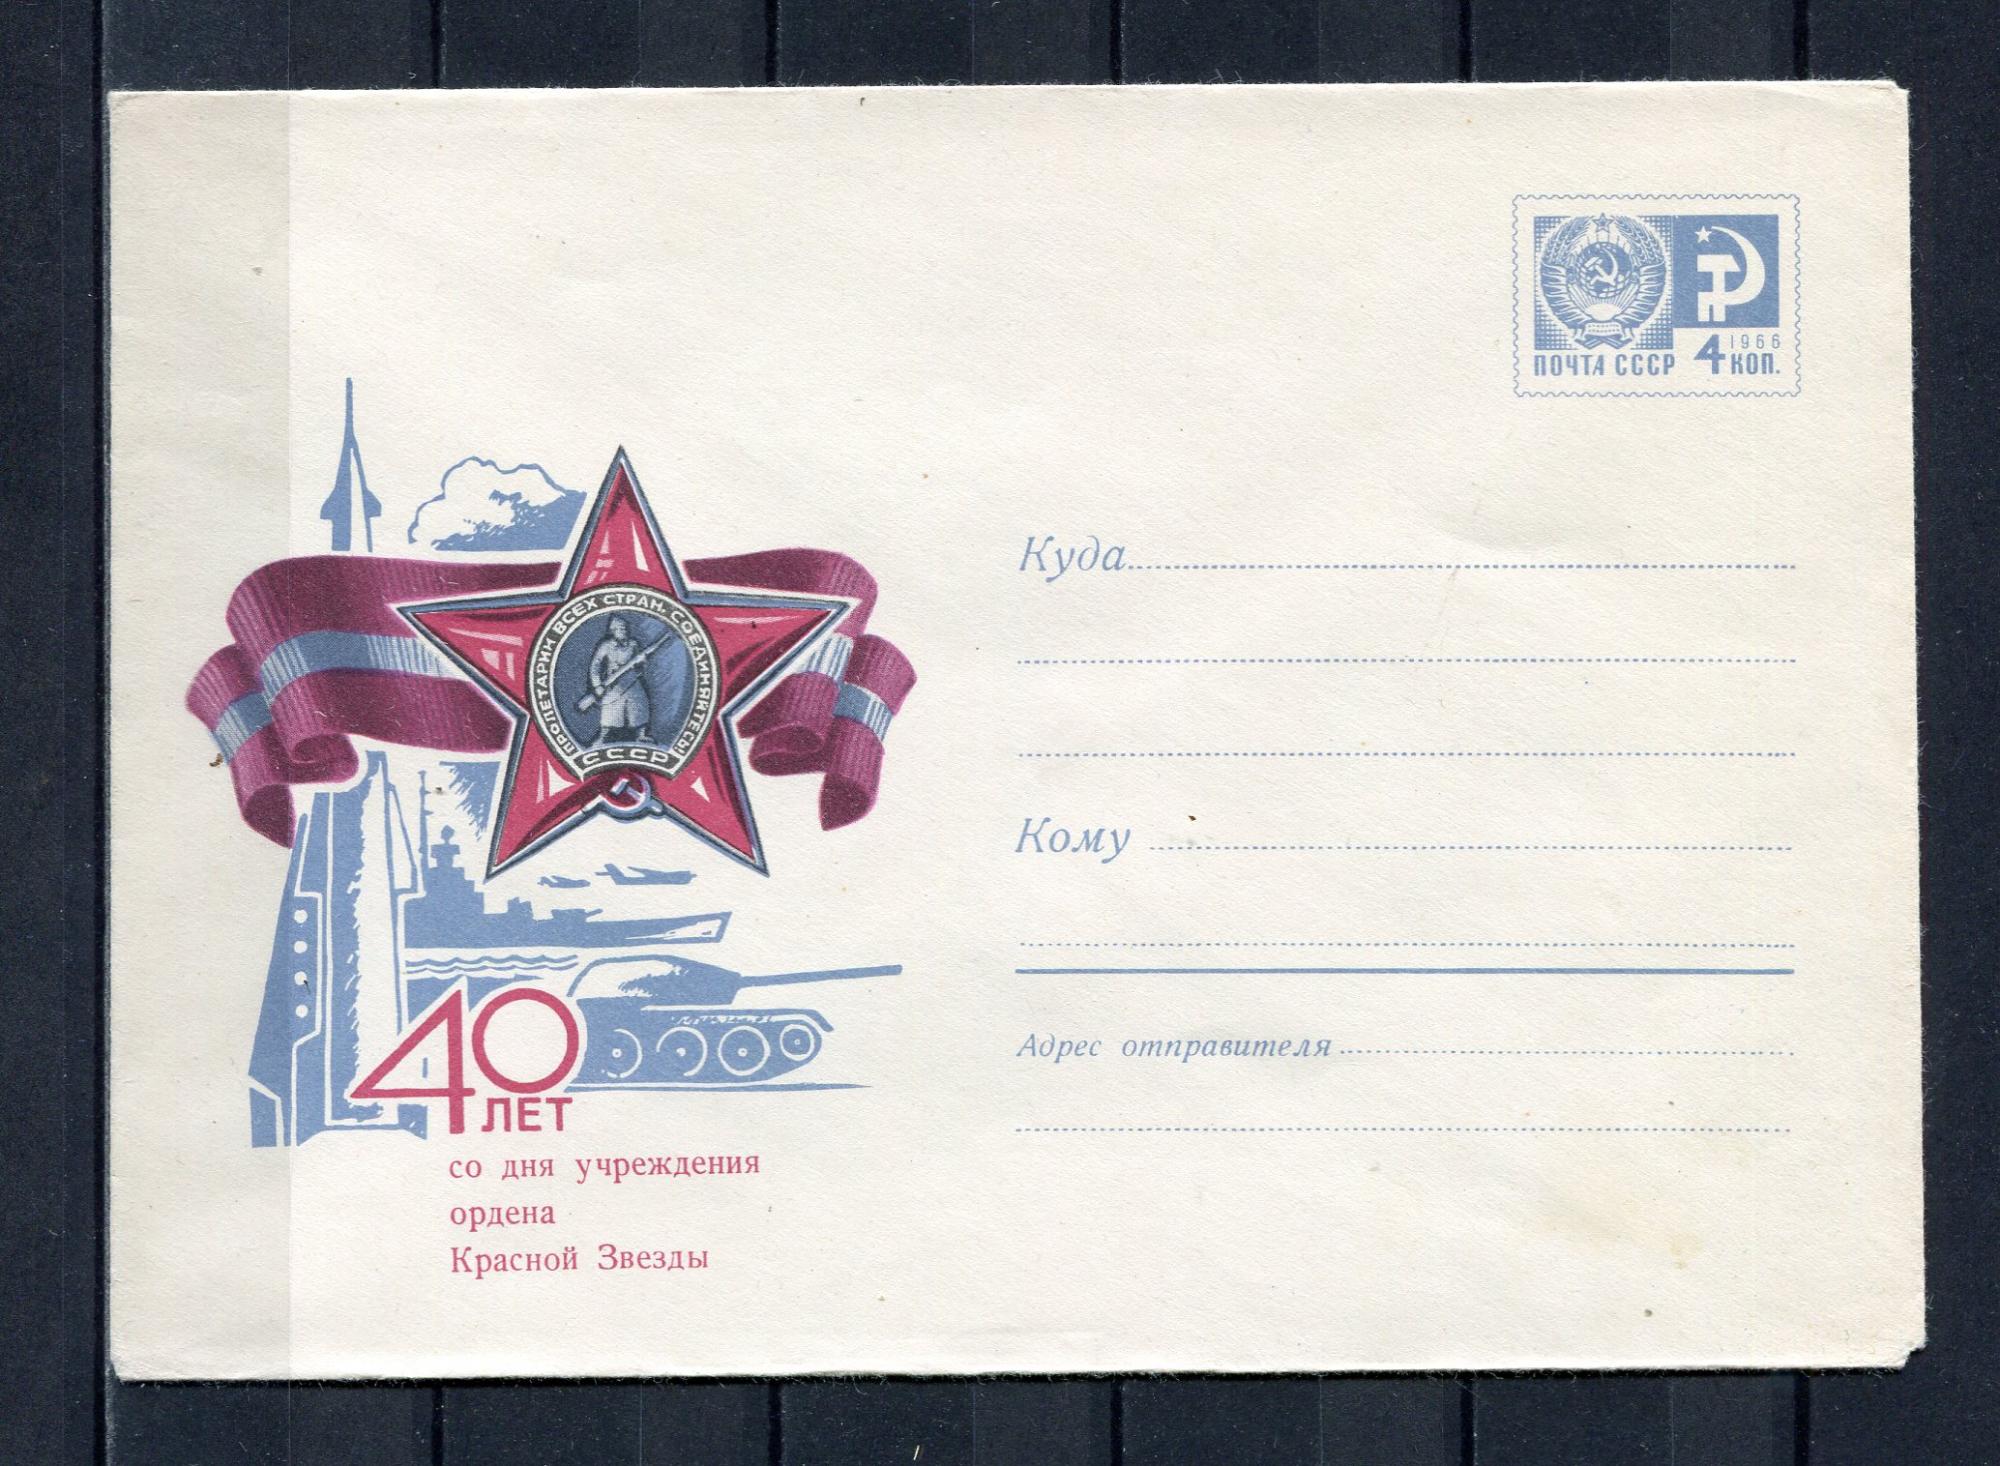 1966
ПОЧТА СССР 4 КОП.
ПРОЛЕТАРИИ ВСЕХ СТРАН, СОЕДИНЯЙТЕСЬ!
СССР
40
ЛЕТ
со дня учреждения
ордена
Красной Звезды
Куда
Кому
Адрес отправителя